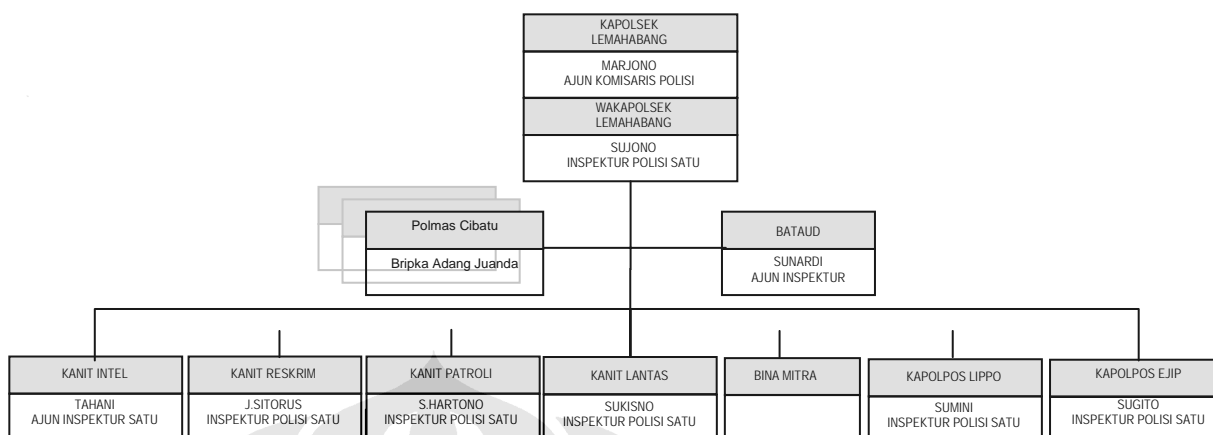 KAPOLSEK
LEMAHABANG
MARJONO
AJUN KOMISARIS POLISI
WAKAPOLSEK
LEMAHABANG
SUJONO
INSPEKTUR POLISI SATU
Polmas Cibatu
Bripka Adang Juanda
BATAUD
SUNARDI
AJUN INSPEKTUR
KANIT INTEL
TAHANI
AJUN INSPEKTUR SATU
KANIT RESKRIM
J.SITORUS
INSPEKTUR POLISI SATU
KANIT PATROLI
S.HARTONO
INSPEKTUR POLISI SATU
KANIT LANTAS
SUKISNO
INSPEKTUR POLISI SATU
BINA MITRA
KAPOLPOS LIPPO
SUMINI
INSPEKTUR POLISI SATU
KAPOLPOS EJIP
SUGITO
INSPEKTUR POLISI SATU